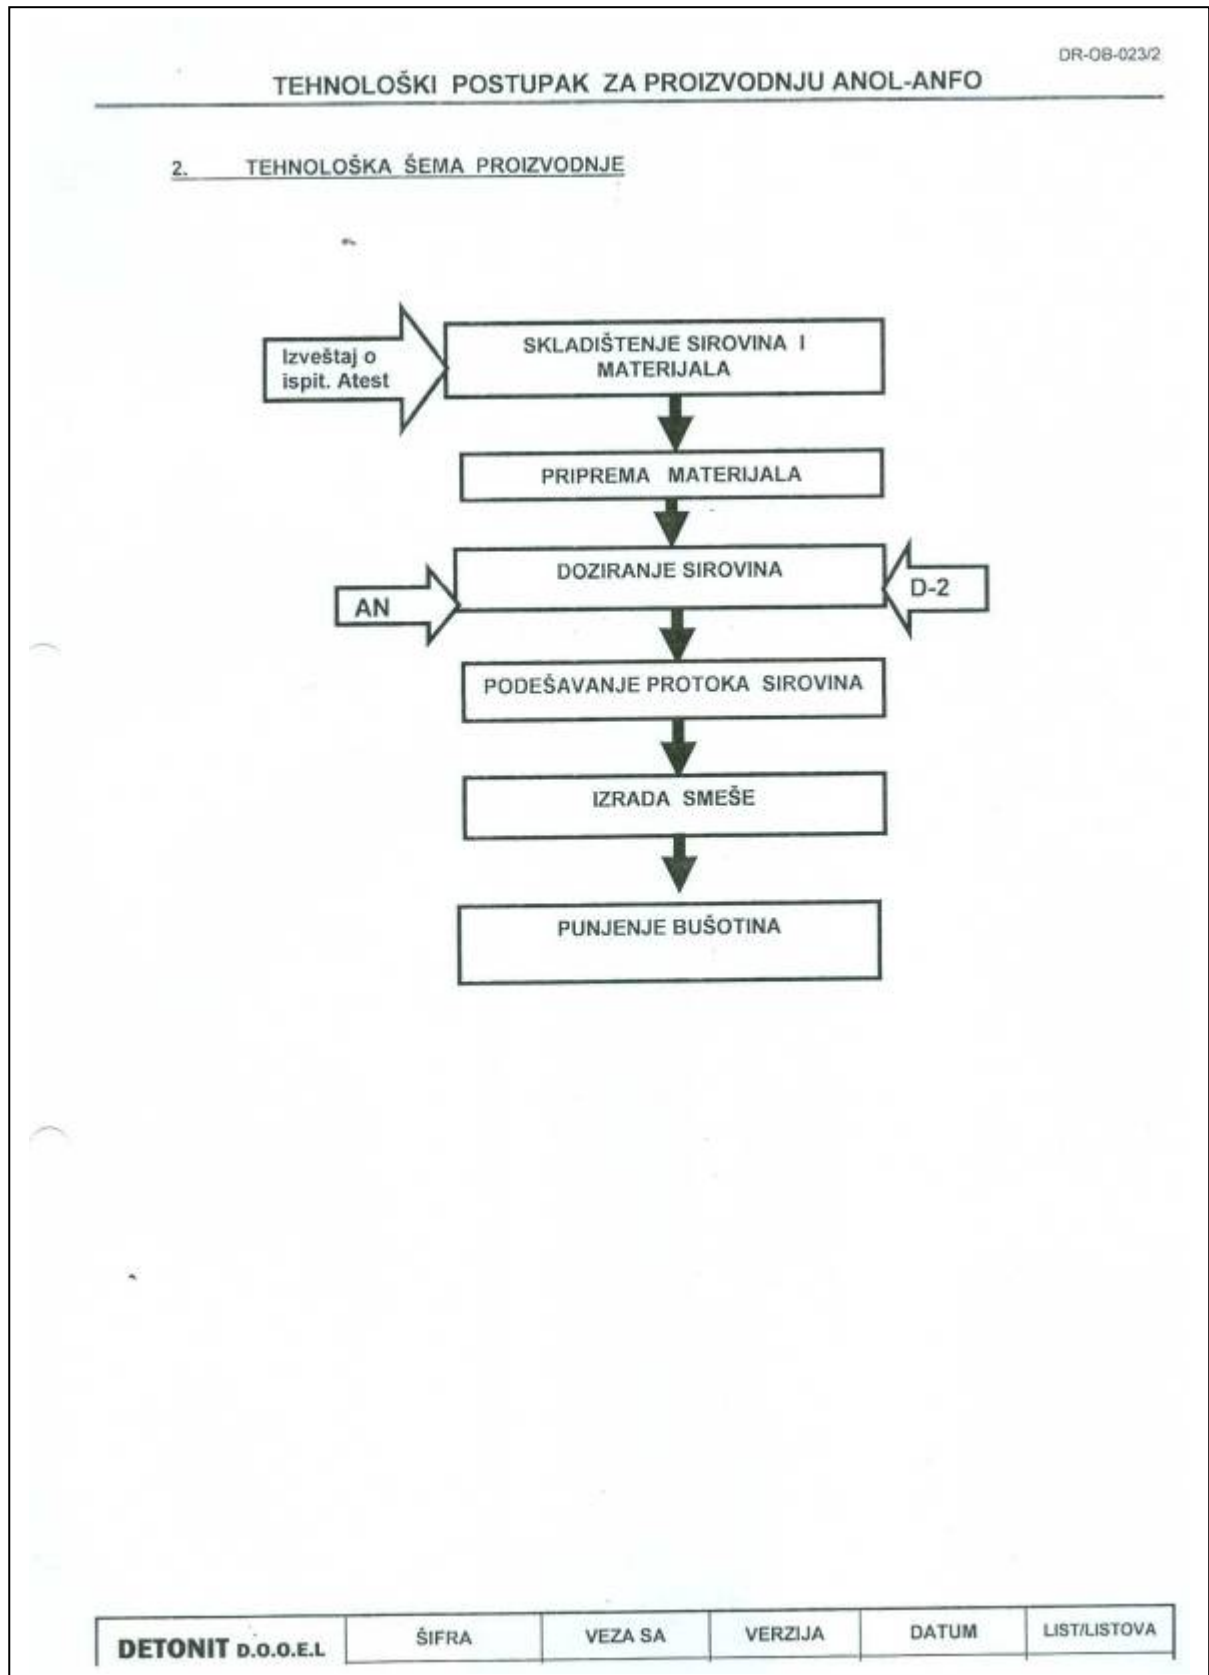 DR-OB-023/2
TEHNOLOŠKI POSTUPAK ZA PROIZVODNJU ANOL-ANFO
2. TEHNOLOŠKA ŠEMA PROIZVODNJE
Izveštaj o
ispit. Atest
SKLADIŠTENJE SIROVINA I
MATERIJALA
PRIPREMA MATERIJALA
DOZIRANJE SIROVINA
AN
D-2
PODEŠAVANJE PROTOKA SIROVINA
IZRADA SMEŠE
PUNJENJE BUŠOTINA
DETONIT D.O.O.E.L
ŠIFRA
VEZA SA
VERZIJA
DATUM
LIST/LISTOVA